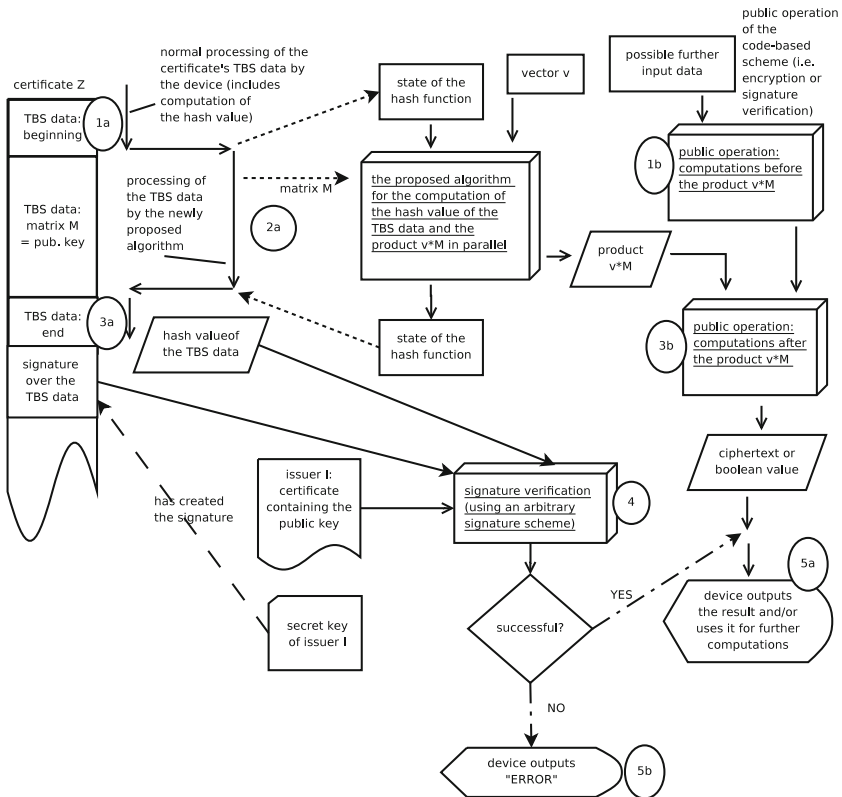 certificate Z
TBS data:
beginning
1a
normal processing of the
certificate's TBS data by
the device (includes
computation of
the hash value)
state of the
hash function
vector v
possible further
input data
public operation
of the
code-based
scheme (i.e.
encryption or
signature
verification)
TBS data:
matrix M
= pub. key
processing of
the TBS data
by the newly
proposed
algorithm
2a
matrix M
the proposed algorithm
for the computation of
the hash value of the
TBS data and the
product v*M in parallel
1b
public operation:
computations before
the product v*M
product
v*M
TBS data:
end
3a
hash valueof
the TBS data
state of the
hash function
3b
public operation:
computations after
the product v*M
signature
over the
TBS data
ciphertext or
boolean value
has created
the signature
issuer I:
certificate
containing the
public key
signature verification
(using an arbitrary
signature scheme)
4
5a
YES
device outputs
the result and/or
uses it for further
computations
secret key
of issuer I
successful?
NO
device outputs
"ERROR"
5b